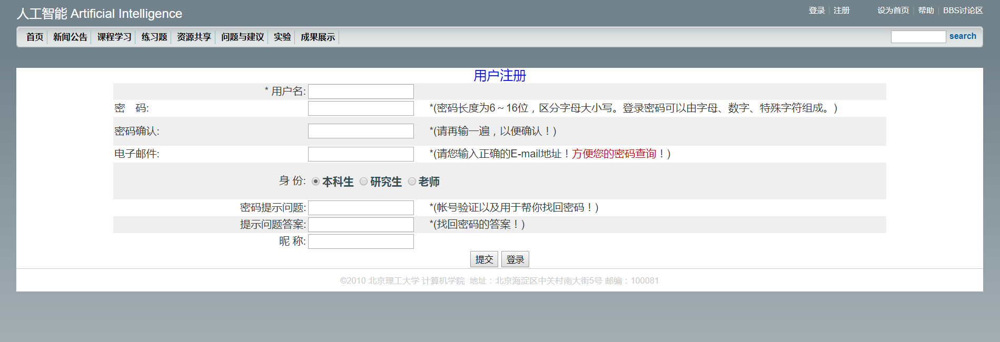 人工智能 Artificial Intelligence
登录 | 注册 设为首页 | 帮助 | BBS讨论区
首页 新闻公告 课程学习 练习题 资源共享 问题与建议 实验 成果展示 search
用户注册
* 用户名:
密 码: *(密码长度为6～16位，区分字母大小写。登录密码可以由字母、数字、特殊字符组成。)
密码确认: *(请再输一遍，以便确认！)
电子邮件: *(请您输入正确的E-mail地址！方便您的密码查询！)
身 份: 本科生 研究生 老师
密码提示问题: *(帐号验证以及用于帮你找回密码！)
提示问题答案: *(找回密码的答案！)
昵 称:
提交 登录
©2010 北京理工大学 计算机学院 地址：北京海淀区中关村南大街5号 邮编：100081